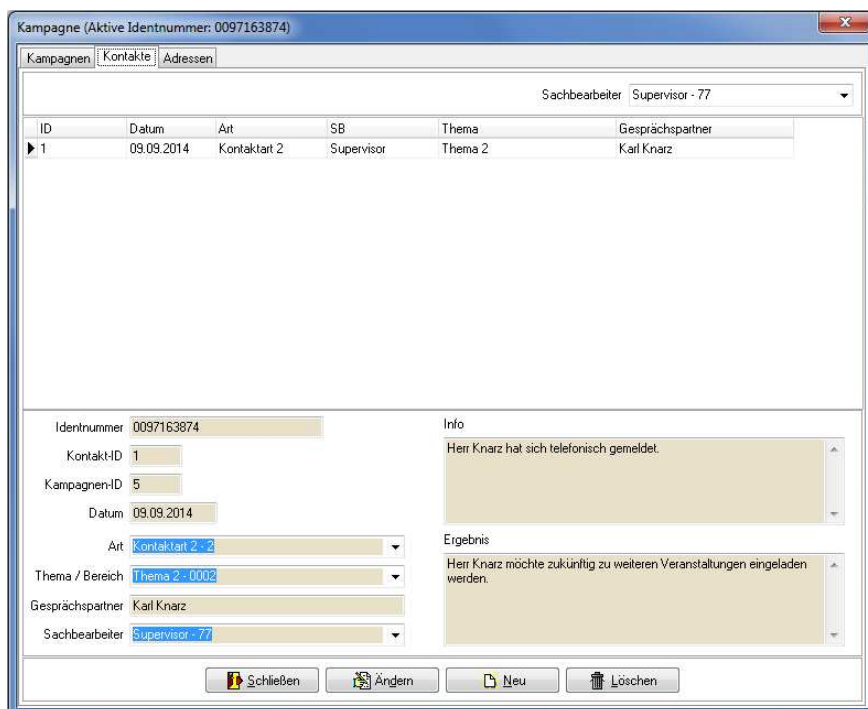 Kampagne (Aktive Identnummer: 0097163874)
Kampagnen Kontakte Adressen
Sachbearbeiter Supervisor - 77
ID Datum Art SB Thema Gesprächspartner
1 09.09.2014 Kontaktart 2 Supervisor Thema 2 Karl Knarz
Identnummer 0097163874
Kontakt-ID 1
Kampagnen-ID 5
Datum 09.09.2014
Art Kontaktart 2 - 2
Thema / Bereich Thema 2 - 0002
Gesprächspartner Karl Knarz
Sachbearbeiter Supervisor - 77
Info
Herr Knarz hat sich telefonisch gemeldet.
Ergebnis
Herr Knarz möchte zukünftig zu weiteren Veranstaltungen eingeladen
werden.
Schließen Ändern Neu Löschen